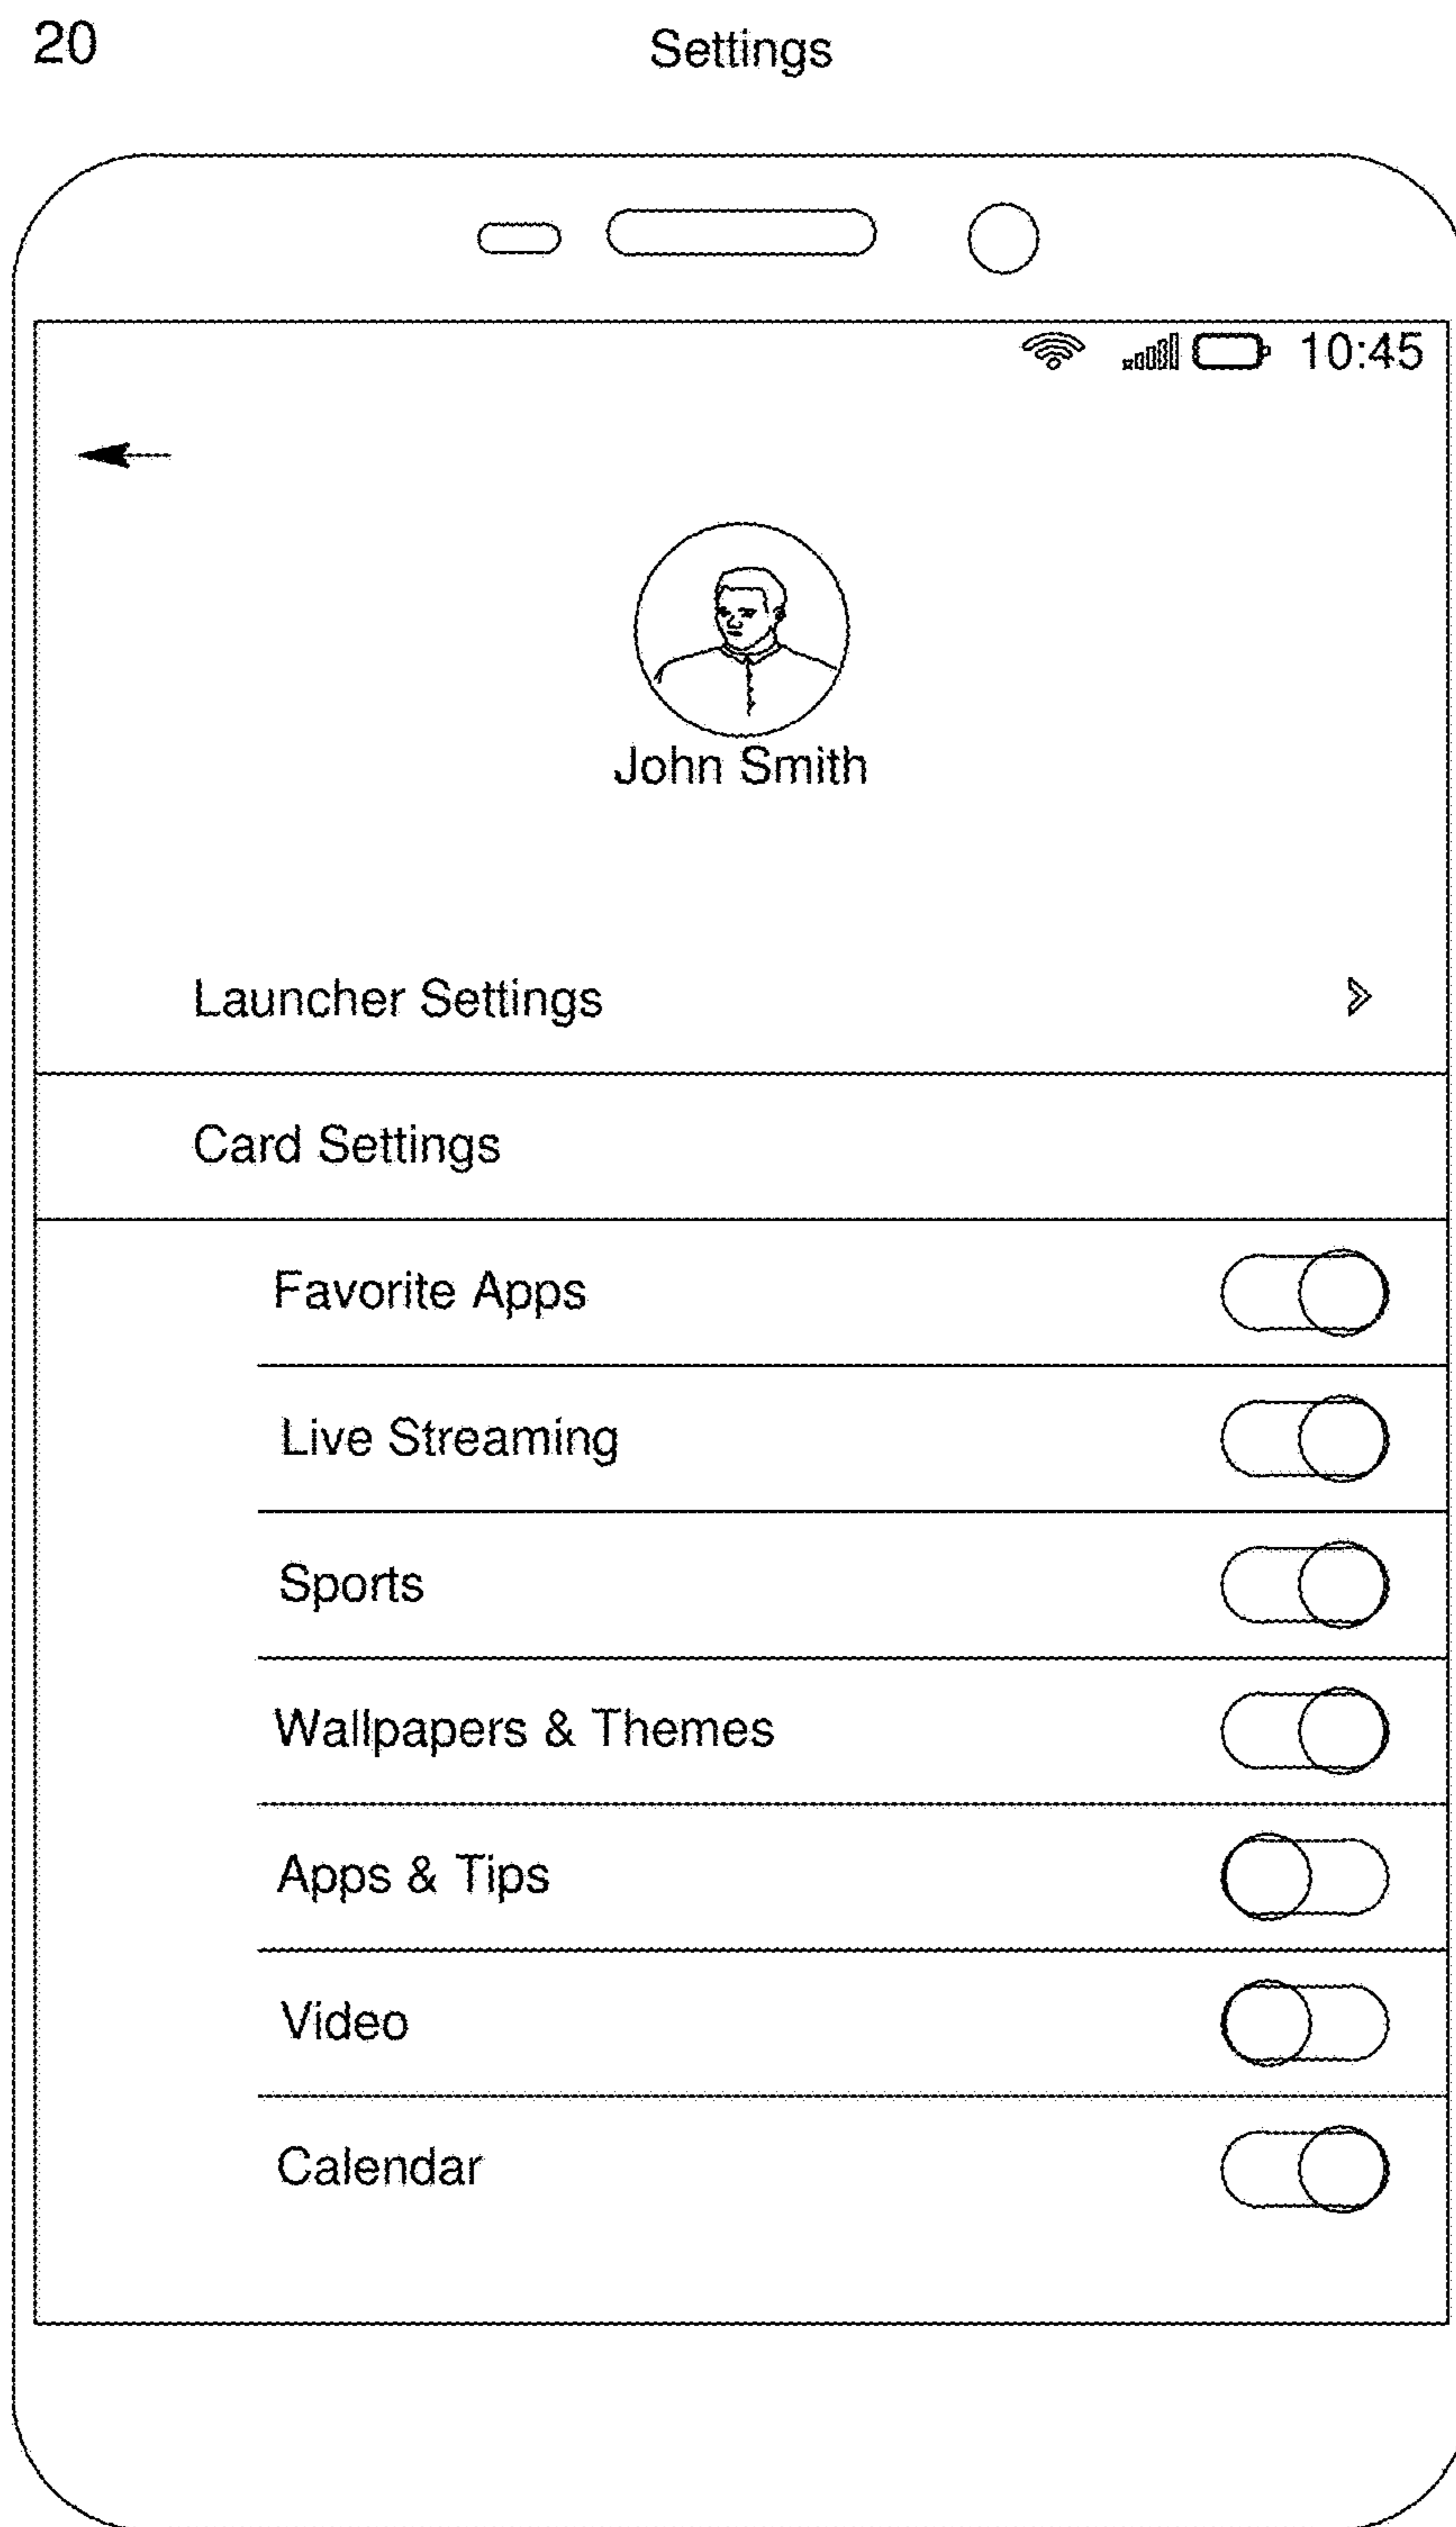 20
Settings
10:45
John Smith
Launcher Settings
Card Settings
Favorite Apps
Live Streaming
Sports
Wallpapers & Themes
Apps & Tips
Video
Calendar